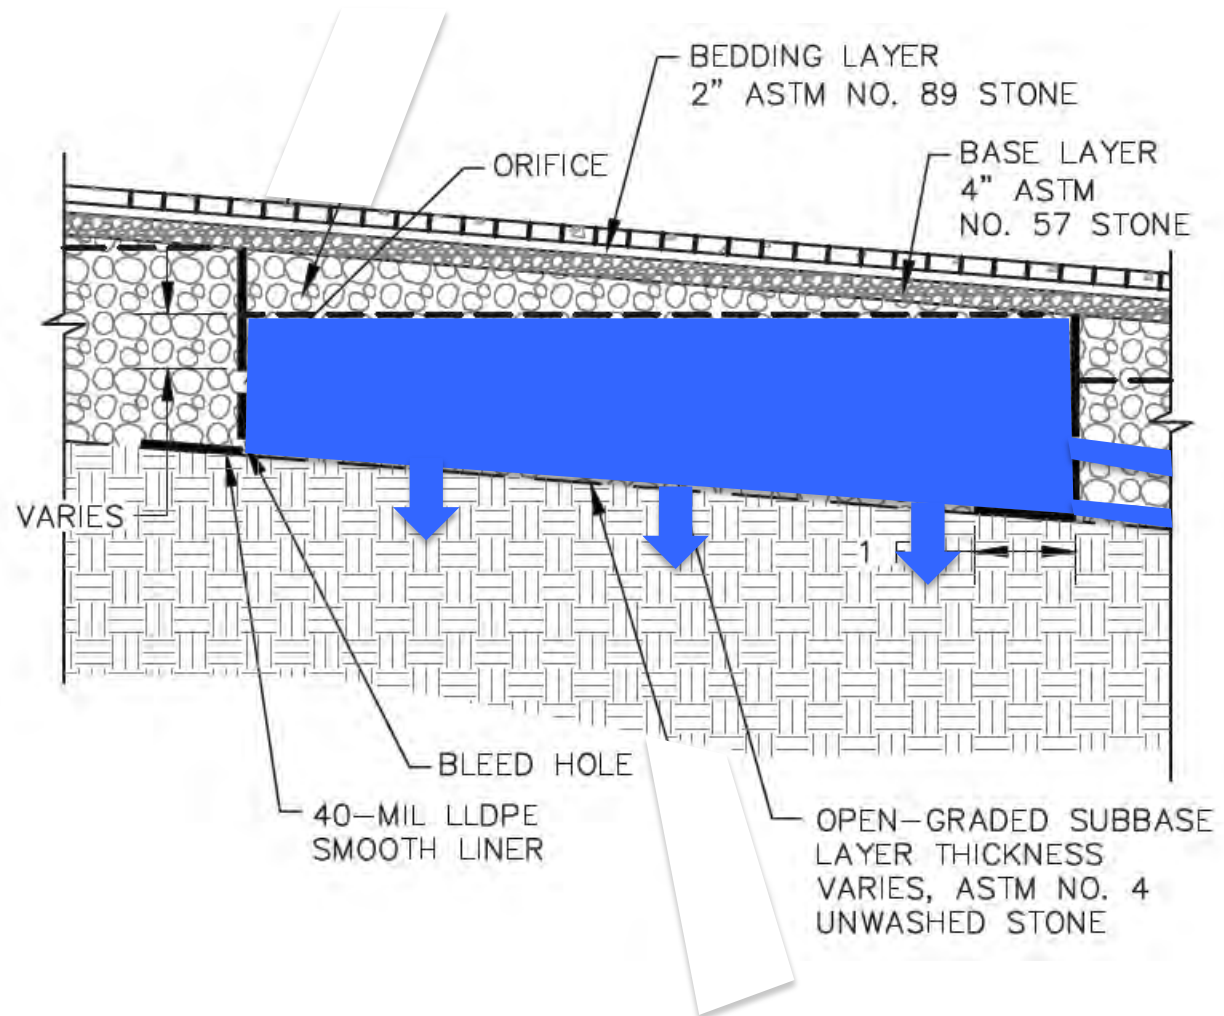 BEDDING LAYER
2" ASTM NO. 89 STONE
ORIFICE
BASE LAYER
4" ASTM
NO. 57 STONE
VARIES
1
BLEED HOLE
40-MIL LLDPE
SMOOTH LINER
OPEN-GRADED SUBBASE
LAYER THICKNESS
VARIES, ASTM NO. 4
UNWASHED STONE